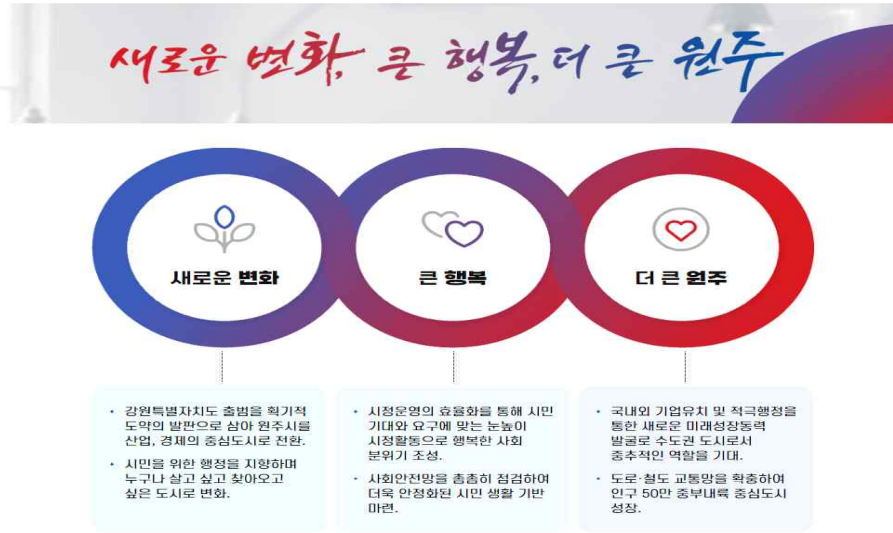 새로운 변화, 큰 행복, 더 큰 원주
새로운 변화
큰 행복
더 큰 원주
• 강원특별자치도 출범을 획기적
도약의 발판으로 삼아 원주시를
산업, 경제의 중심도시로 전환.
• 시민을 위한 행정을 지향하며
누구나 살고 싶고 찾아오고
싶은 도시로 변화.
• 시정운영의 효율화를 통해 시민
기대와 요구에 맞는 눈높이
시정활동으로 행복한 사회
분위기 조성.
• 사회안전망을 촘촘히 점검하여
더욱 안정화된 시민 생활 기반
마련.
• 국내외 기업유치 및 적극행정을
통한 새로운 미래성장동력
발굴로 수도권 도시로서
중추적인 역할을 기대.
• 도로·철도 교통망을 확충하여
인구 50만 중부내륙 중심도시
성장.